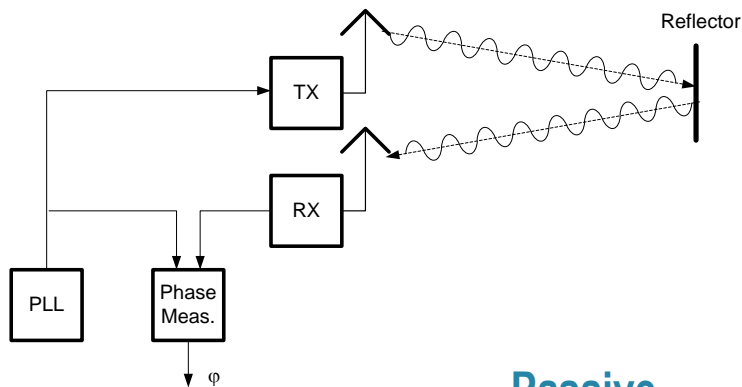 Reflector
TX
RX
PLL
Phase
Meas.
φ